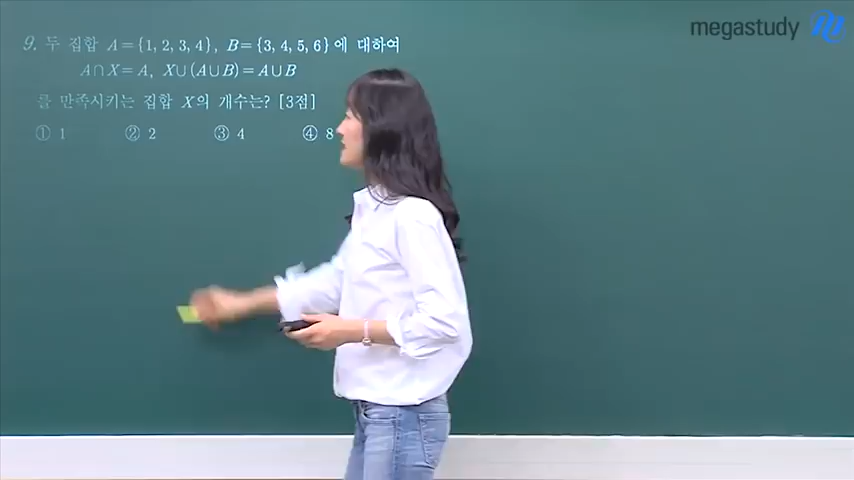 megastudy
9. 두 집합 A={1, 2, 3, 4}, B={3, 4, 5, 6}에 대하여
A∩X=A, X∪(A∪B)=A∪B
를 만족시키는 집합 X의 개수는? [3점]
① 1 ② 2 ③ 4 ④ 8